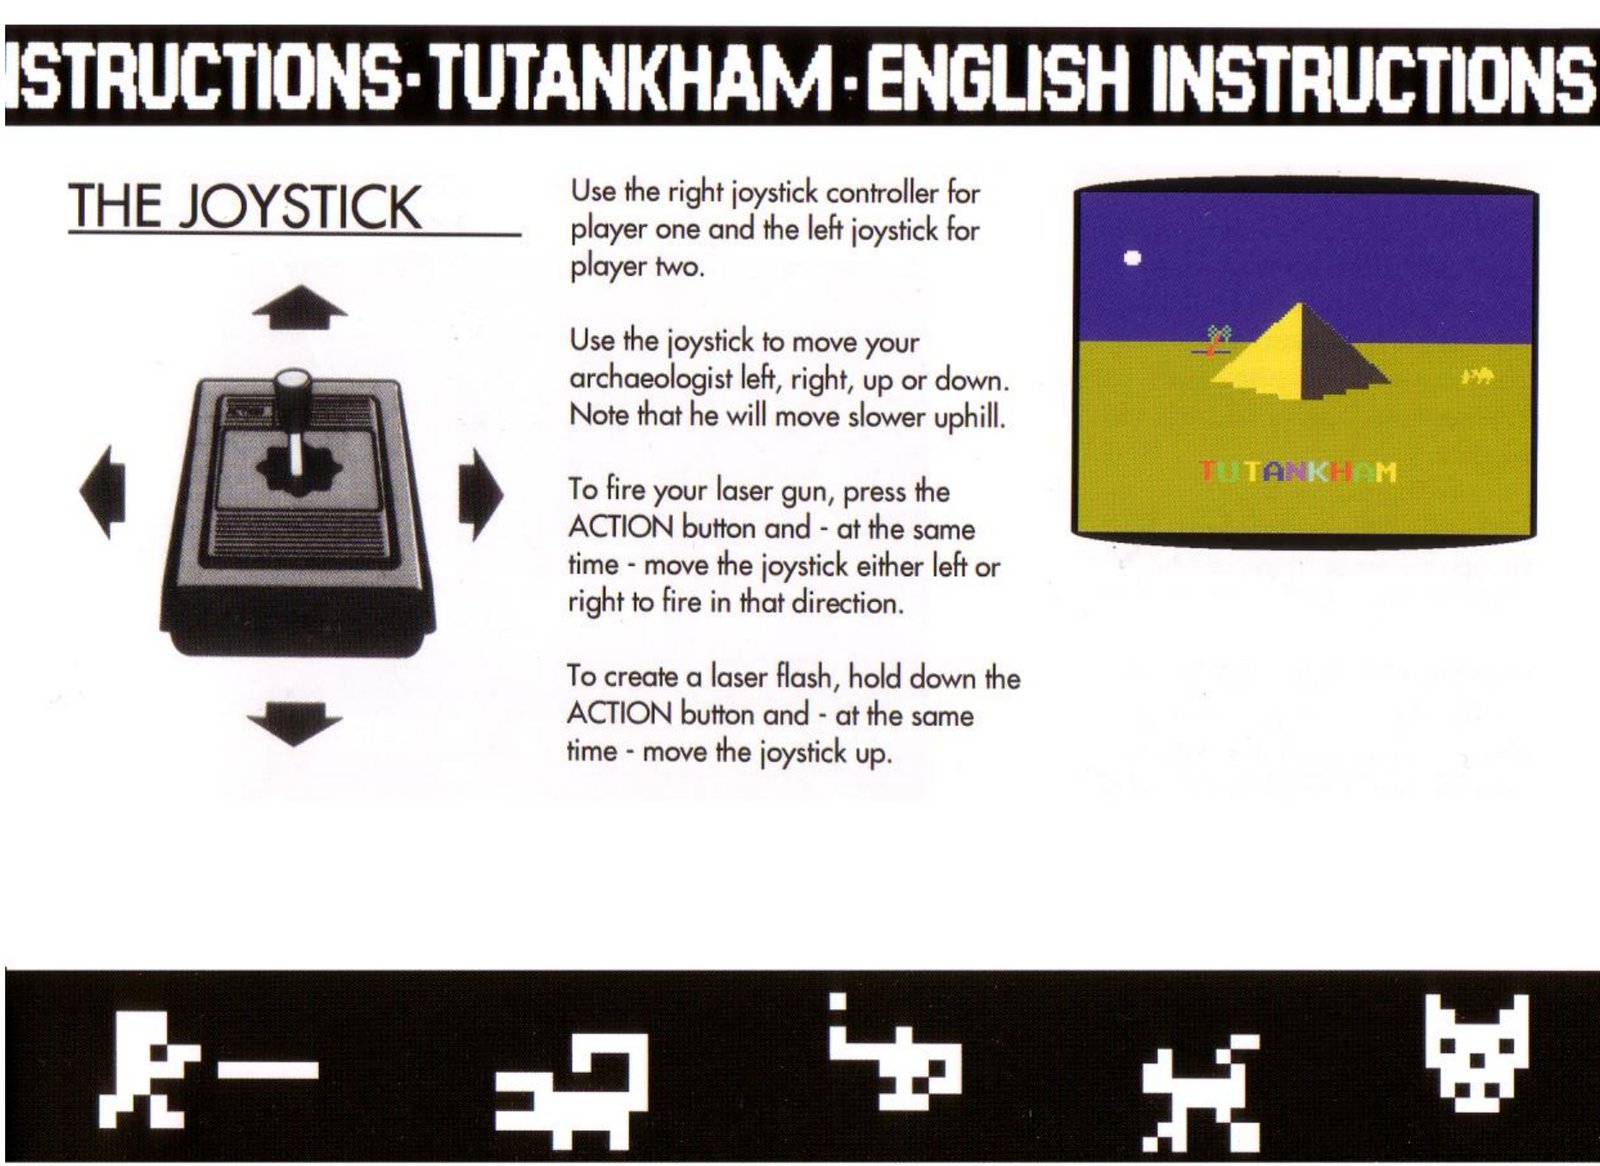 STRUCTIONS · TUTANKHAM · ENGLISH INSTRUCTIONS
THE JOYSTICK
ACTION
Use the right joystick controller for
player one and the left joystick for
player two.
Use the joystick to move your
archaeologist left, right, up or down.
Note that he will move slower uphill.
To fire your laser gun, press the
ACTION button and - at the same
time - move the joystick either left or
right to fire in that direction.
To create a laser flash, hold down the
ACTION button and - at the same
time - move the joystick up.
TUTANKHAM